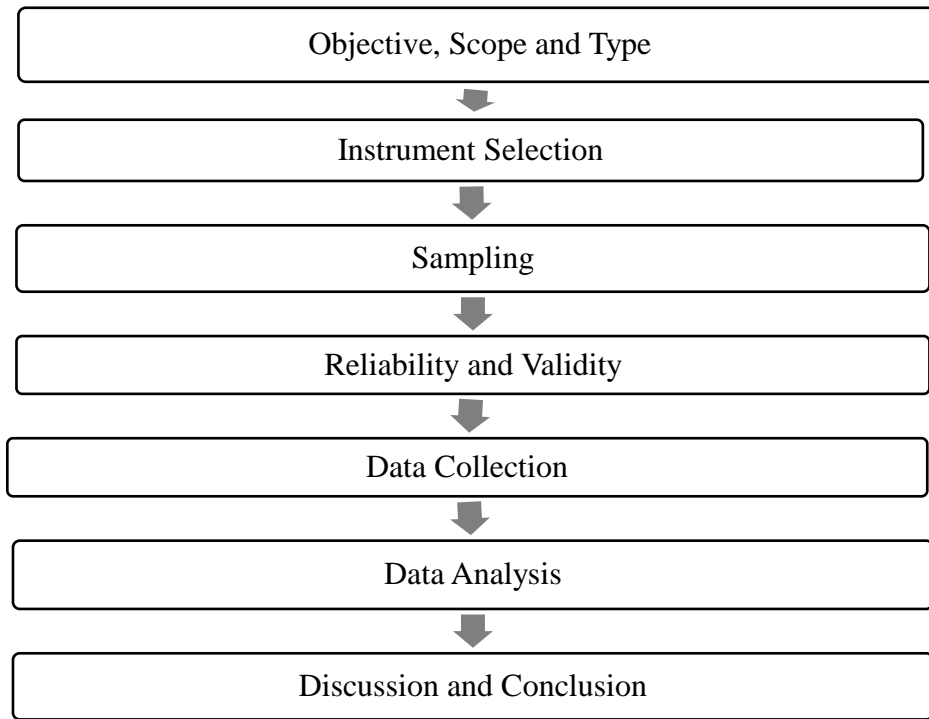 Objective, Scope and Type
Instrument Selection
Sampling
Reliability and Validity
Data Collection
Data Analysis
Discussion and Conclusion